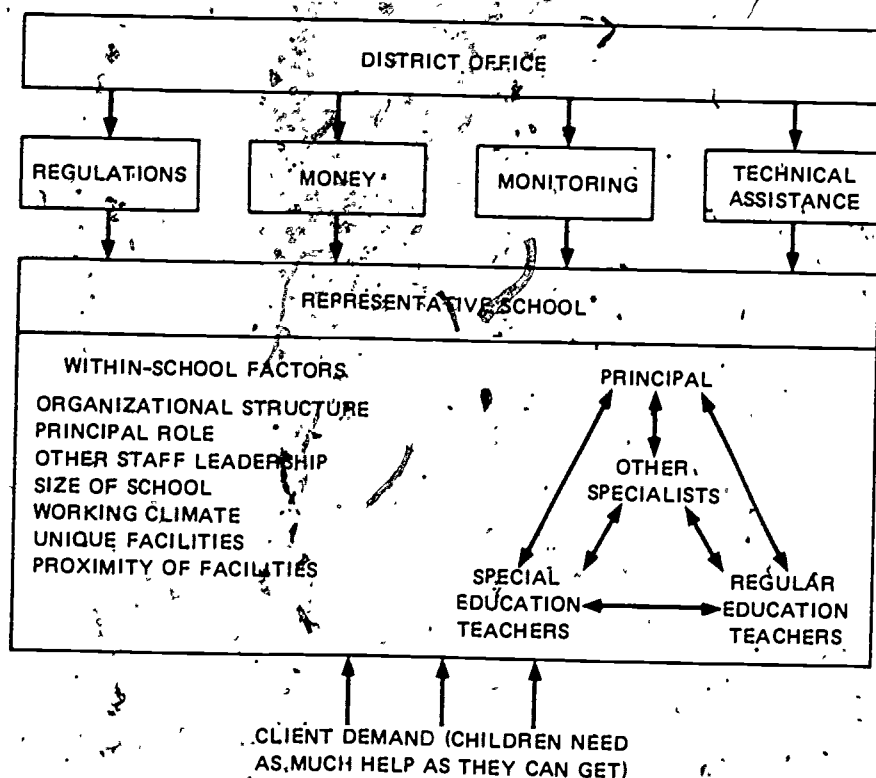 DISTRICT OFFICE
REGULATIONS
MONEY
MONITORING
TECHNICAL
ASSISTANCE
REPRESENTATIVE SCHOOL
WITHIN-SCHOOL FACTORS
ORGANIZATIONAL STRUCTURE
PRINCIPAL ROLE
OTHER STAFF LEADERSHIP
SIZE OF SCHOOL
WORKING CLIMATE
UNIQUE FACILITIES
PROXIMITY OF FACILITIES
PRINCIPAL
OTHER
SPECIALISTS
SPECIAL
EDUCATION
TEACHERS
REGULAR
EDUCATION
TEACHERS
CLIENT DEMAND (CHILDREN NEED
AS MUCH HELP AS THEY CAN GET)